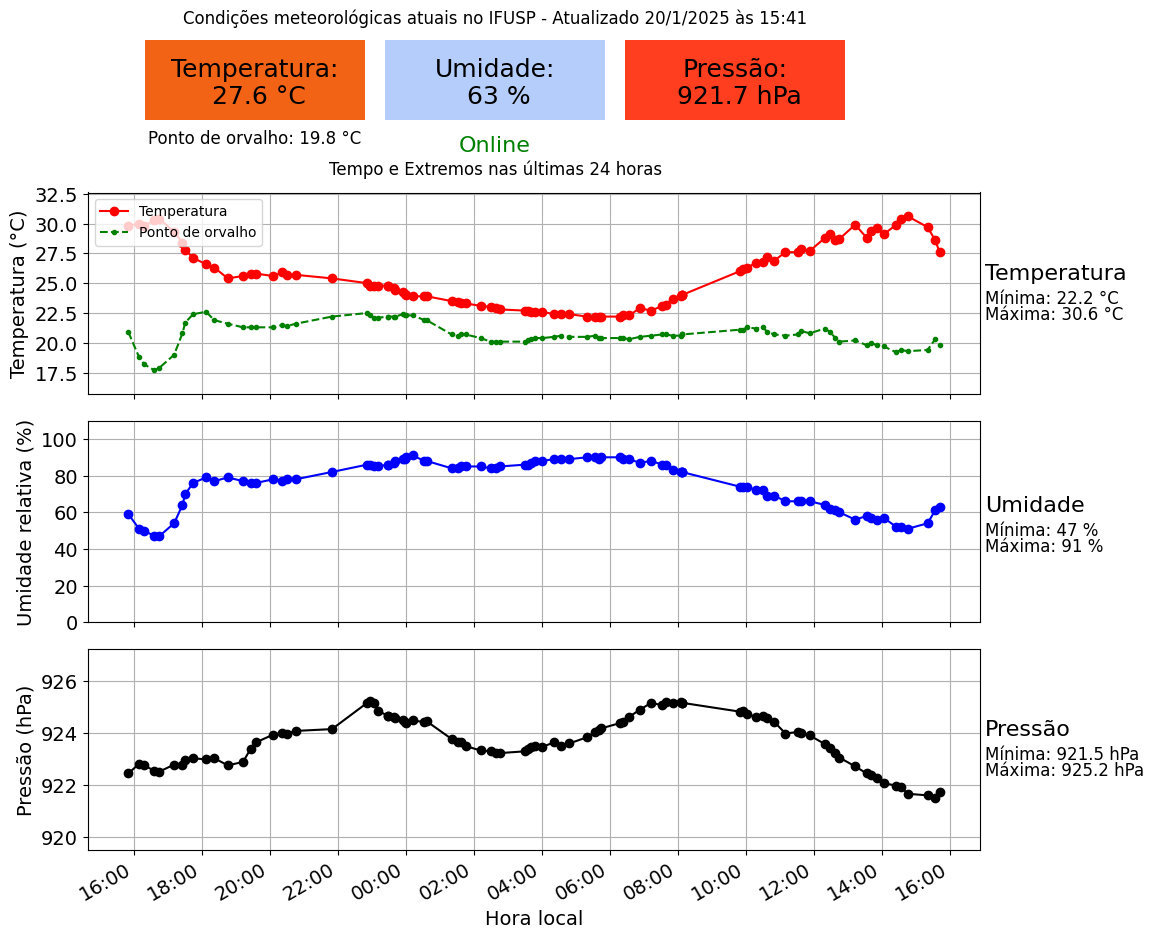 Condições meteorológicas atuais no IFUSP - Atualizado 20/1/2025 às 15:41
Temperatura:
27.6 °C
Umidade:
63 %
Pressão:
921.7 hPa
Ponto de orvalho: 19.8 °C
Online
Tempo e Extremos nas últimas 24 horas
Temperatura (°C)
32.5
30.0
27.5
25.0
22.5
20.0
17.5
Temperatura
Ponto de orvalho
Temperatura
Mínima: 22.2 °C
Máxima: 30.6 °C
Umidade relativa (%)
100
80
60
40
20
0
Umidade
Mínima: 47 %
Máxima: 91 %
Pressão (hPa)
926
924
922
920
Pressão
Mínima: 921.5 hPa
Máxima: 925.2 hPa
16:00
18:00
20:00
22:00
00:00
02:00
04:00
06:00
08:00
10:00
12:00
14:00
16:00
Hora local